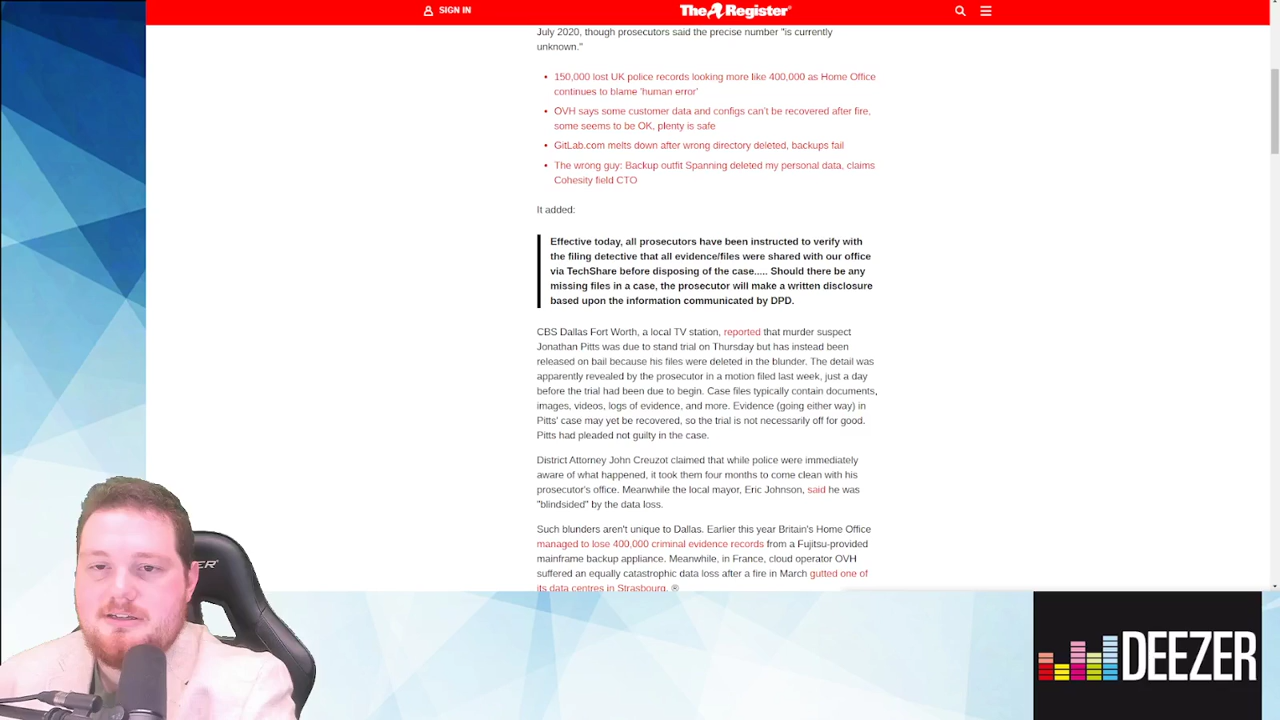 SIGN IN
The Register®
July 2020, though prosecutors said the precise number "is currently
unknown."
• 150,000 lost UK police records looking more like 400,000 as Home Office
continues to blame 'human error'
• OVH says some customer data and configs can't be recovered after fire,
some seems to be OK, plenty is safe
• GitLab.com melts down after wrong directory deleted, backups fail
• The wrong guy: Backup outfit Spanning deleted my personal data, claims
Cohesity field CTO
It added:
Effective today, all prosecutors have been instructed to verify with
the filing detective that all evidence/files were shared with our office
via TechShare before disposing of the case..... Should there be any
missing files in a case, the prosecutor will make a written disclosure
based upon the information communicated by DPD.
CBS Dallas Fort Worth, a local TV station, reported that murder suspect
Jonathan Pitts was due to stand trial on Thursday but has instead been
released on bail because his files were deleted in the blunder. The detail was
apparently revealed by the prosecutor in a motion filed last week, just a day
before the trial had been due to begin. Case files typically contain documents,
images, videos, logs of evidence, and more. Evidence (going either way) in
Pitts' case may yet be recovered, so the trial is not necessarily off for good.
Pitts had pleaded not guilty in the case.
District Attorney John Creuzot claimed that while police were immediately
aware of what happened, it took them four months to come clean with his
prosecutor's office. Meanwhile the local mayor, Eric Johnson, said he was
"blindsided" by the data loss.
Such blunders aren't unique to Dallas. Earlier this year Britain's Home Office
managed to lose 400,000 criminal evidence records from a Fujitsu-provided
mainframe backup appliance. Meanwhile, in France, cloud operator OVH
suffered an equally catastrophic data loss after a fire in March gutted one of
its data centres in Strasbourg. ®
DEEZER